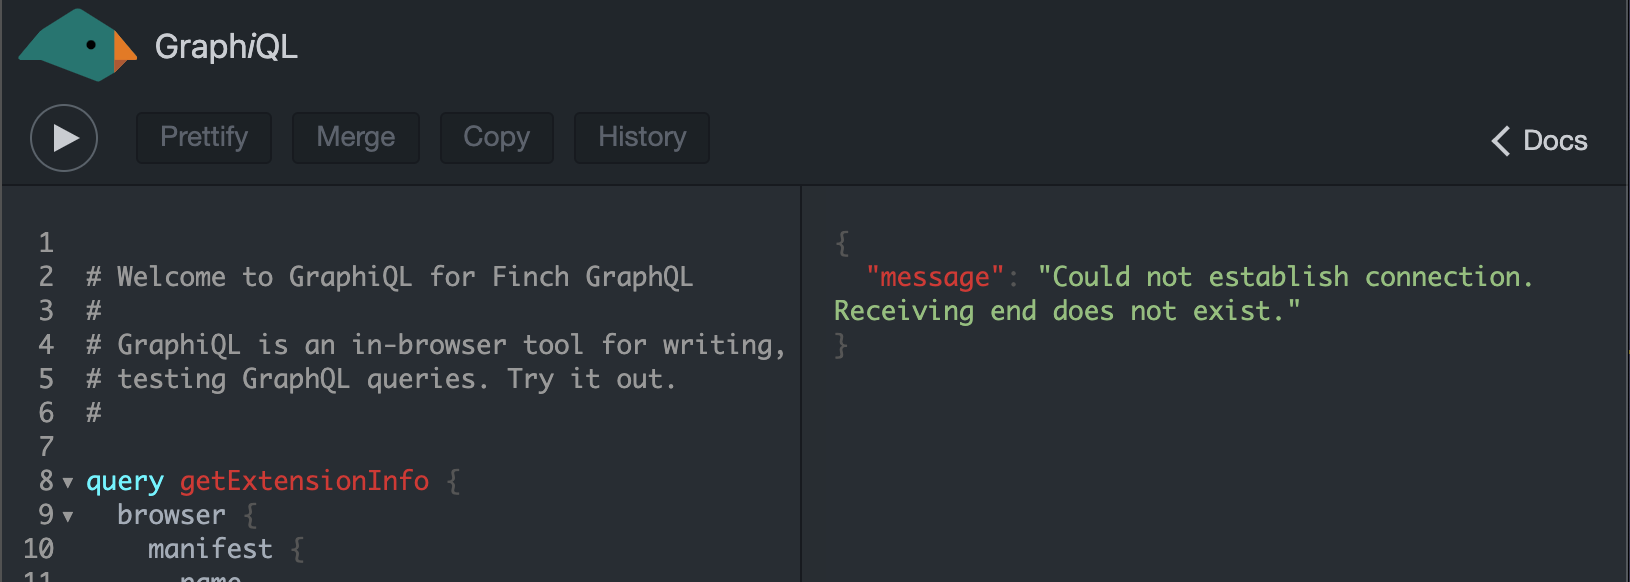 GraphiQL
Prettify Merge Copy History Docs
1
2 # Welcome to GraphiQL for Finch GraphQL
3 #
4 # GraphiQL is an in-browser tool for writing,
5 # testing GraphQL queries. Try it out.
6 #
7
8 query getExtensionInfo {
9 browser {
10 manifest {
11 name
{
"message": "Could not establish connection.
Receiving end does not exist."
}